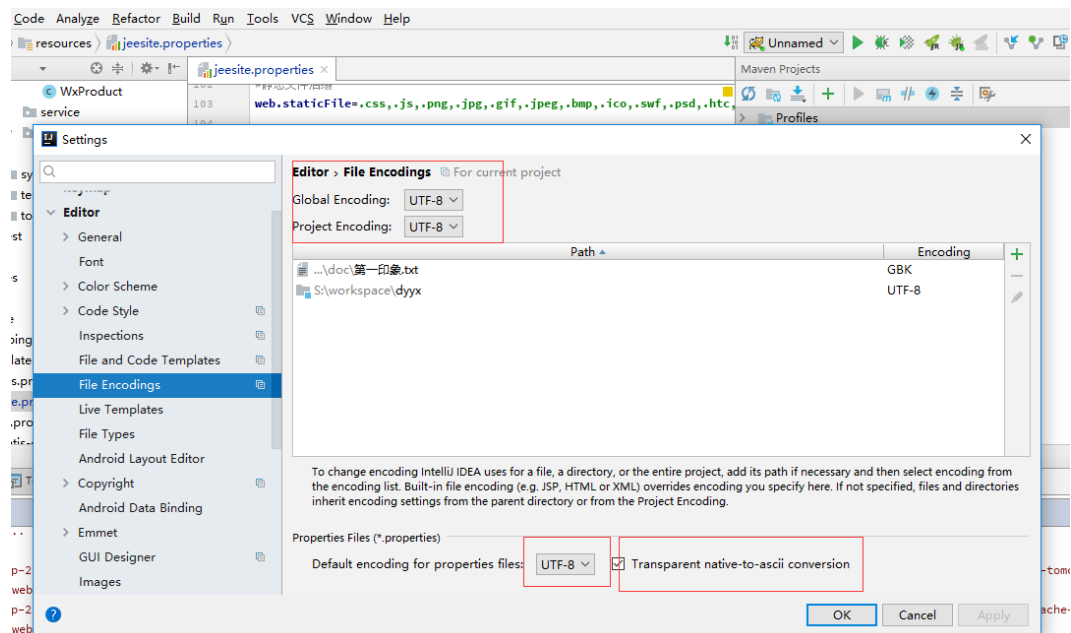 Code Analyze Refactor Build Run Tools VCS Window Help
resources jeesite.properties Unnamed
jeesite.properties Maven Projects
WxProduct
service
103 web.staticFile=.css,.js,.png,.jpg,.gif,.jpeg,.bmp,.ico,.swf,.psd,.htc,
Profiles
Settings
Editor › File Encodings For current project
Global Encoding: UTF-8
Project Encoding: UTF-8
Path Encoding
...\doc\第一印象.txt GBK
S:\workspace\dyyx UTF-8
Editor
General
Font
Color Scheme
Code Style
Inspections
File and Code Templates
File Encodings
Live Templates
File Types
Android Layout Editor
Copyright
Android Data Binding
Emmet
GUI Designer
Images
To change encoding IntelliJ IDEA uses for a file, a directory, or the entire project, add its path if necessary and then select encoding from
the encoding list. Built-in file encoding (e.g. JSP, HTML or XML) overrides encoding you specify here. If not specified, files and directories
inherit encoding settings from the parent directory or from the Project Encoding.
Properties Files (*.properties)
Default encoding for properties files: UTF-8 Transparent native-to-ascii conversion
OK Cancel Apply